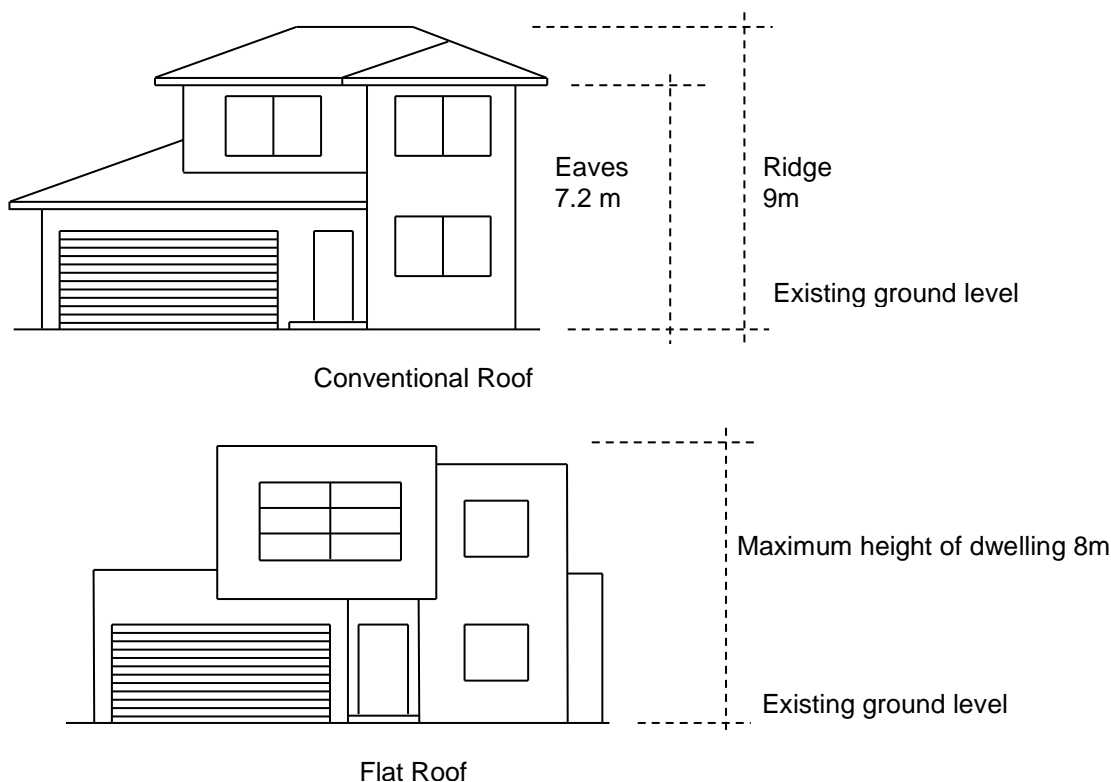 Eaves
7.2 m
Ridge
9m
Existing ground level
Conventional Roof
Maximum height of dwelling 8m
Existing ground level
Flat Roof